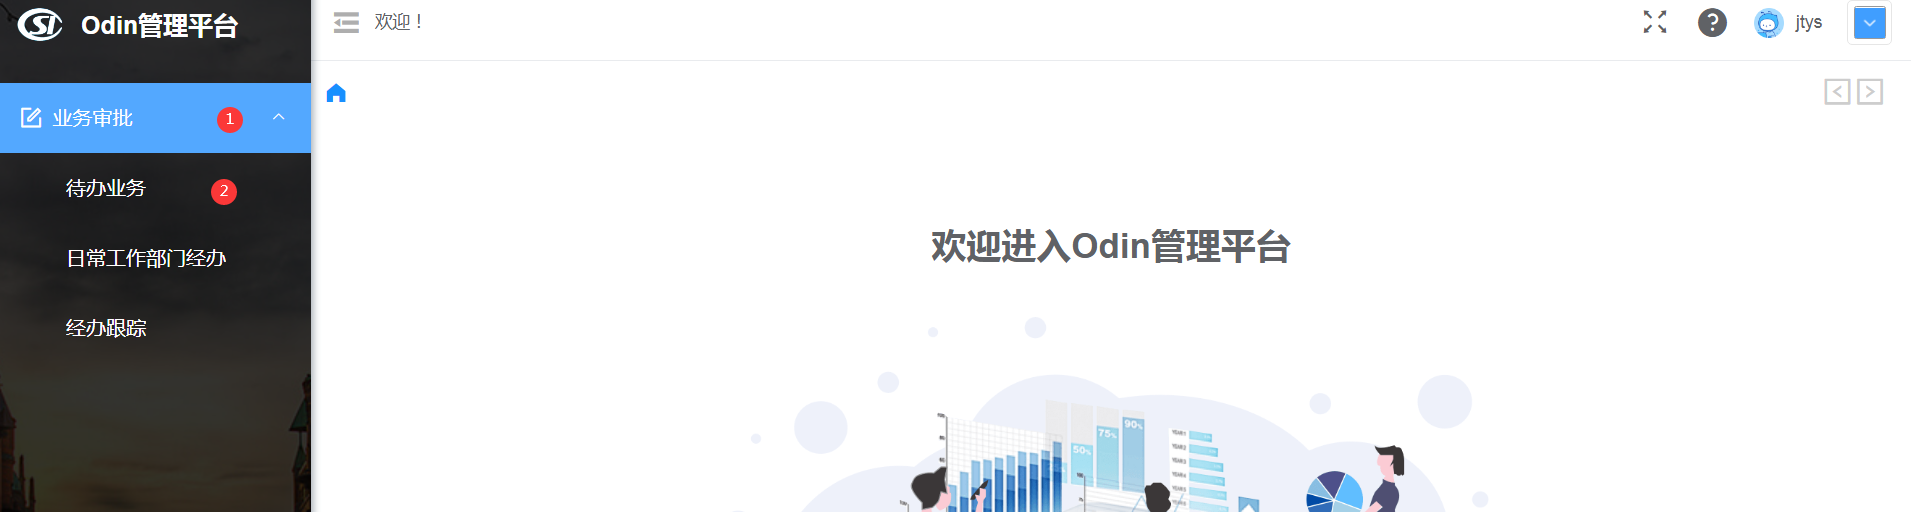 SI Odin管理平台
欢迎！
jtys
业务审批 1
待办业务 2
日常工作部门经办
经办跟踪
欢迎进入Odin管理平台
50%
75%
90%